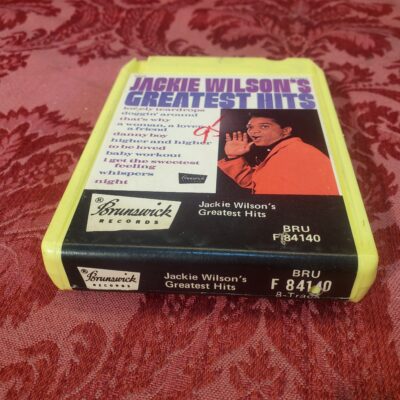 JACKIE WILSON'S
GREATEST HITS
lonely teardrops
doggin' around
that's why
a woman, a lover,
a friend
danny boy
higher and higher
to be loved
baby workout
i get the sweetest
feeling
whispers
night
Brunswick
® Brunswick
RECORDS
Jackie Wilson's
Greatest Hits
BRU
F 84140
® Brunswick
RECORDS
Jackie Wilson's
Greatest Hits
BRU
F 84140
8-Track